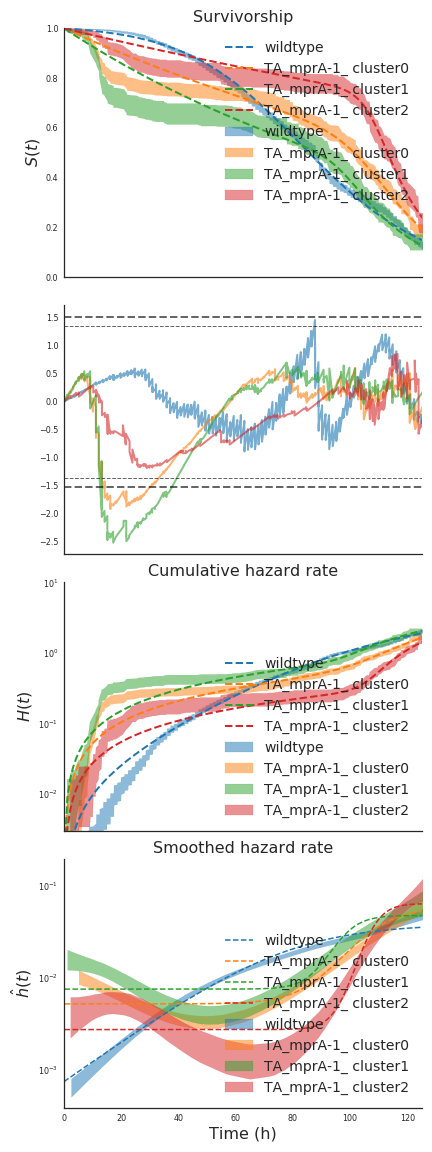 Survivorship
1.0
0.8
0.6
0.4
0.2
0.0
S(t)
wildtype
TA_mprA-1_ cluster0
TA_mprA-1_ cluster1
TA_mprA-1_ cluster2
wildtype
TA_mprA-1_ cluster0
TA_mprA-1_ cluster1
TA_mprA-1_ cluster2
1.5
1.0
0.5
0.0
−0.5
−1.0
−1.5
−2.0
−2.5
Cumulative hazard rate
10¹
10⁰
10⁻¹
10⁻²
H(t)
wildtype
TA_mprA-1_ cluster0
TA_mprA-1_ cluster1
TA_mprA-1_ cluster2
wildtype
TA_mprA-1_ cluster0
TA_mprA-1_ cluster1
TA_mprA-1_ cluster2
Smoothed hazard rate
10⁻¹
10⁻²
10⁻³
ĥ(t)
wildtype
TA_mprA-1_ cluster0
TA_mprA-1_ cluster1
TA_mprA-1_ cluster2
wildtype
TA_mprA-1_ cluster0
TA_mprA-1_ cluster1
TA_mprA-1_ cluster2
0 20 40 60 80 100 120
Time (h)